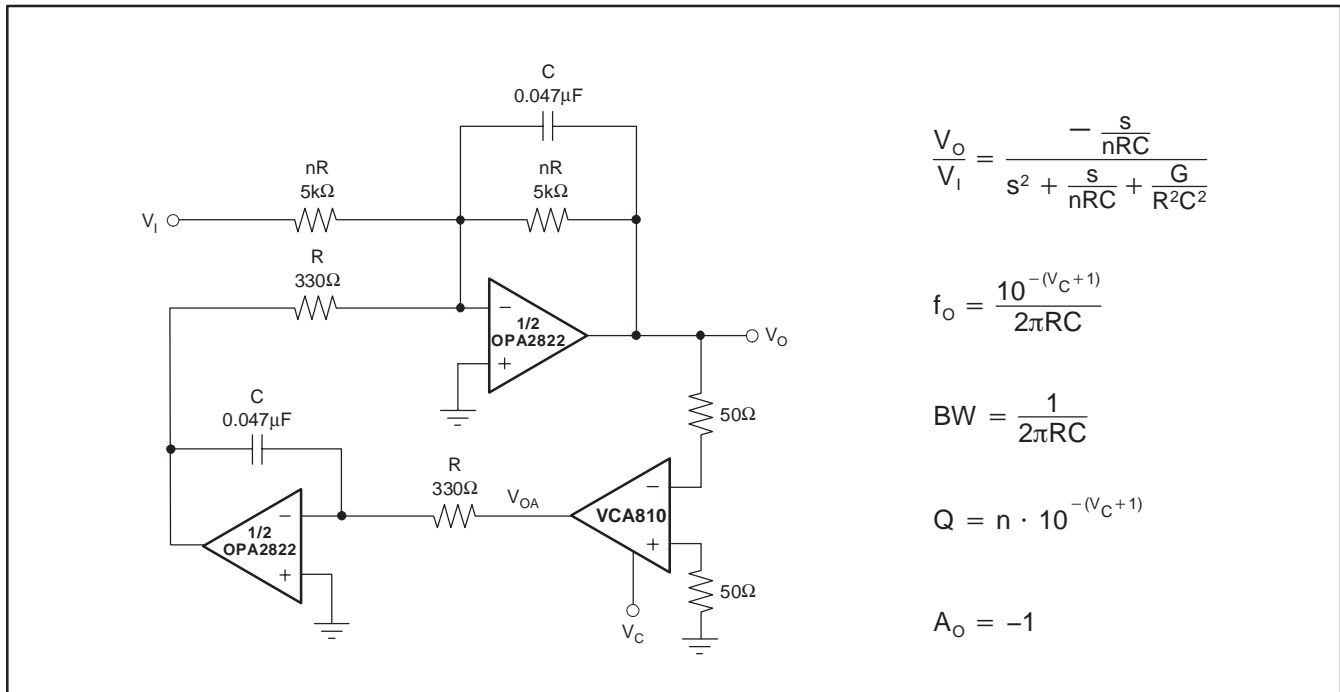 C
0.047μF
nR
5kΩ
nR
5kΩ
V_I
R
330Ω
−
+
1/2
OPA2822
V_O
50Ω
C
0.047μF
R
330Ω
V_OA
−
+
VCA810
−
+
1/2
OPA2822
50Ω
V_C
V_O / V_I = (− s / nRC) / (s² + s / nRC + G / R²C²)
f_O = 10^−(V_C + 1) / 2πRC
BW = 1 / 2πRC
Q = n · 10^−(V_C + 1)
A_O = −1